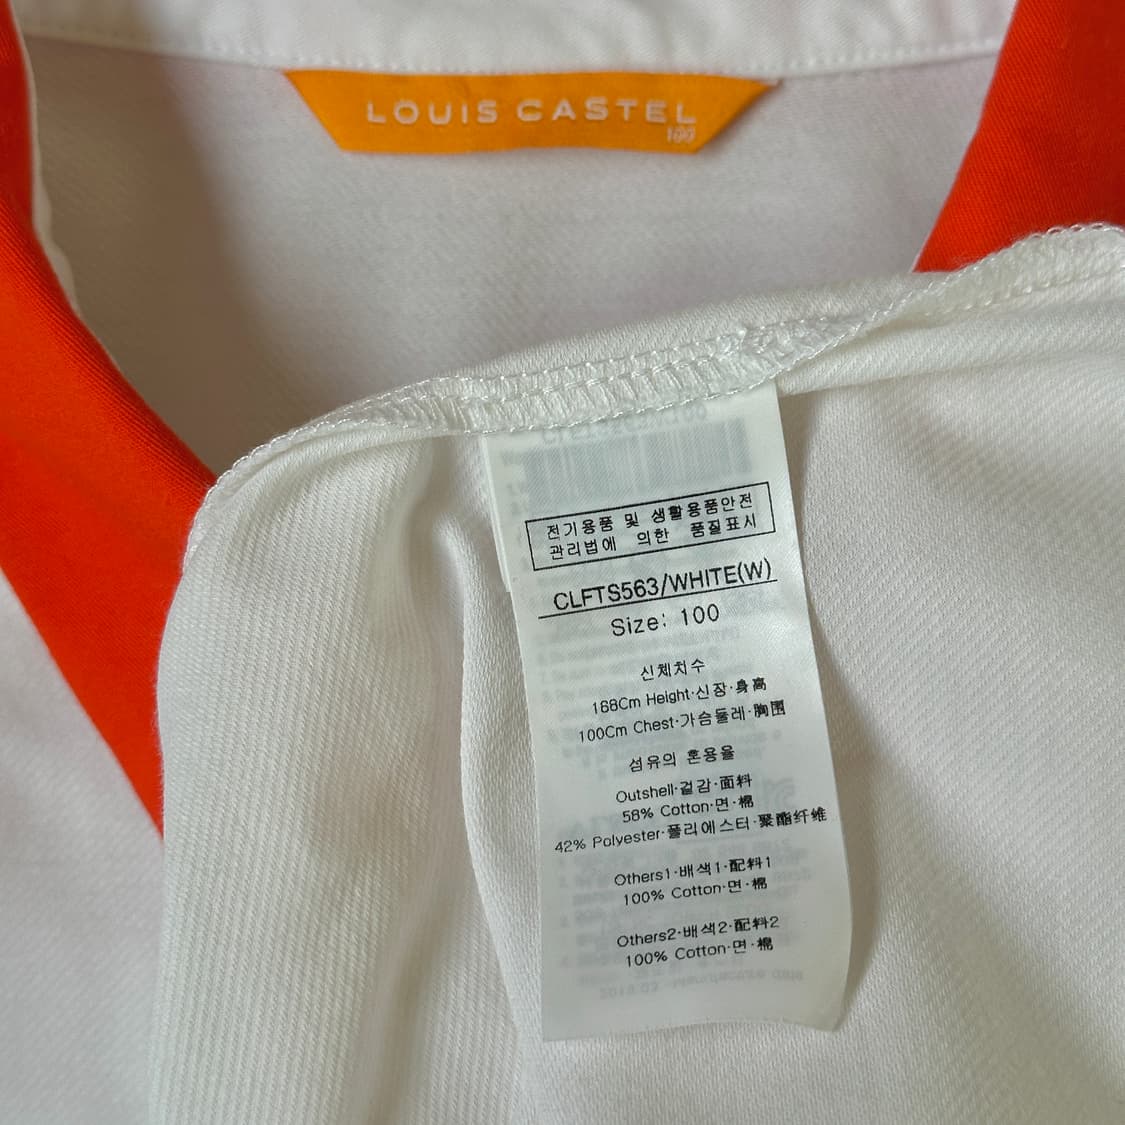 LOUIS CASTEL
100
전기용품 및 생활용품안전
관리법에 의한 품질표시
CLFTS563/WHITE(W)
Size: 100
신체치수
168Cm Height·신장·身高
100Cm Chest·가슴둘레·胸围
섬유의 혼용율
Outshell·겉감·面料
58% Cotton·면·棉
42% Polyester·폴리에스터·聚酯纤维
Others1·배색1·配料1
100% Cotton·면·棉
Others2·배색2·配料2
100% Cotton·면·棉